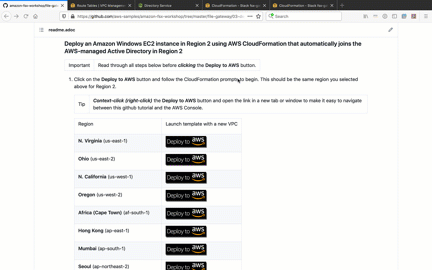 amazon-fsx-workshop/file-gatew
Route Tables | VPC Manageme
Directory Service
CloudFormation - Stack
CloudFormation - Stack
https://github.com/aws-samples/amazon-fsx-workshop/tree/master/file-gateway/03-c
Search
readme.adoc
Deploy an Amazon Windows EC2 instance in Region 2 using AWS CloudFormation that automatically joins the
AWS-managed Active Directory in Region 2
Important Read through all steps below before clicking the Deploy to AWS button.
1. Click on the Deploy to AWS button and follow the CloudFormation prompts to begin. This should be the same region you selected
above for Region 2.
Tip Context-click (right-click) the Deploy to AWS button and open the link in a new tab or window to make it easy to navigate
between this github tutorial and the AWS Console.
Region Launch template with a new VPC
N. Virginia (us-east-1) Deploy to aws
Ohio (us-east-2) Deploy to aws
N. California (us-west-1) Deploy to aws
Oregon (us-west-2) Deploy to aws
Africa (Cape Town) (af-south-1) Deploy to aws
Hong Kong (ap-east-1) Deploy to aws
Mumbai (ap-south-1) Deploy to aws
Seoul (ap-northeast-2) Deploy to aws